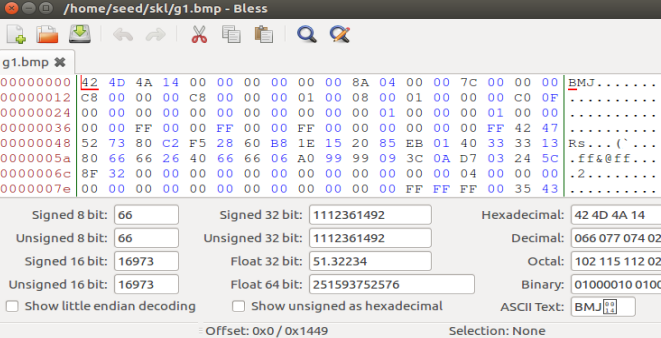 /home/seed/skl/g1.bmp - Bless
g1.bmp ✖
00000000 42 4D 4A 14 00 00 00 00 00 00 8A 04 00 00 7C 00 00 00 BMJ.......
00000012 C8 00 00 00 C8 00 00 00 01 00 08 00 01 00 00 00 C0 0F ..........
00000024 00 00 00 00 00 00 00 00 00 00 00 01 00 00 00 01 00 00 ..........
00000036 00 00 FF 00 00 FF 00 00 FF 00 00 00 00 00 00 FF 42 47 ..........
00000048 52 73 80 C2 F5 28 60 B8 1E 15 20 85 EB 01 40 33 33 13 Rs...(`...
0000005a 80 66 66 26 40 66 66 06 A0 99 99 09 3C 0A D7 03 24 5C .ff&@ff...
0000006c 8F 32 00 00 00 00 00 00 00 00 00 00 00 00 04 00 00 00 .2........
0000007e 00 00 00 00 00 00 00 00 00 00 00 00 FF FF FF 00 35 43 ..........
Signed 8 bit: 66 Signed 32 bit: 1112361492 Hexadecimal: 42 4D 4A 14
Unsigned 8 bit: 66 Unsigned 32 bit: 1112361492 Decimal: 066 077 074 02
Signed 16 bit: 16973 Float 32 bit: 51.32234 Octal: 102 115 112 02
Unsigned 16 bit: 16973 Float 64 bit: 251593752576 Binary: 01000010 0100
Show little endian decoding Show unsigned as hexadecimal ASCII Text: BMJ
Offset: 0x0 / 0x1449 Selection: None